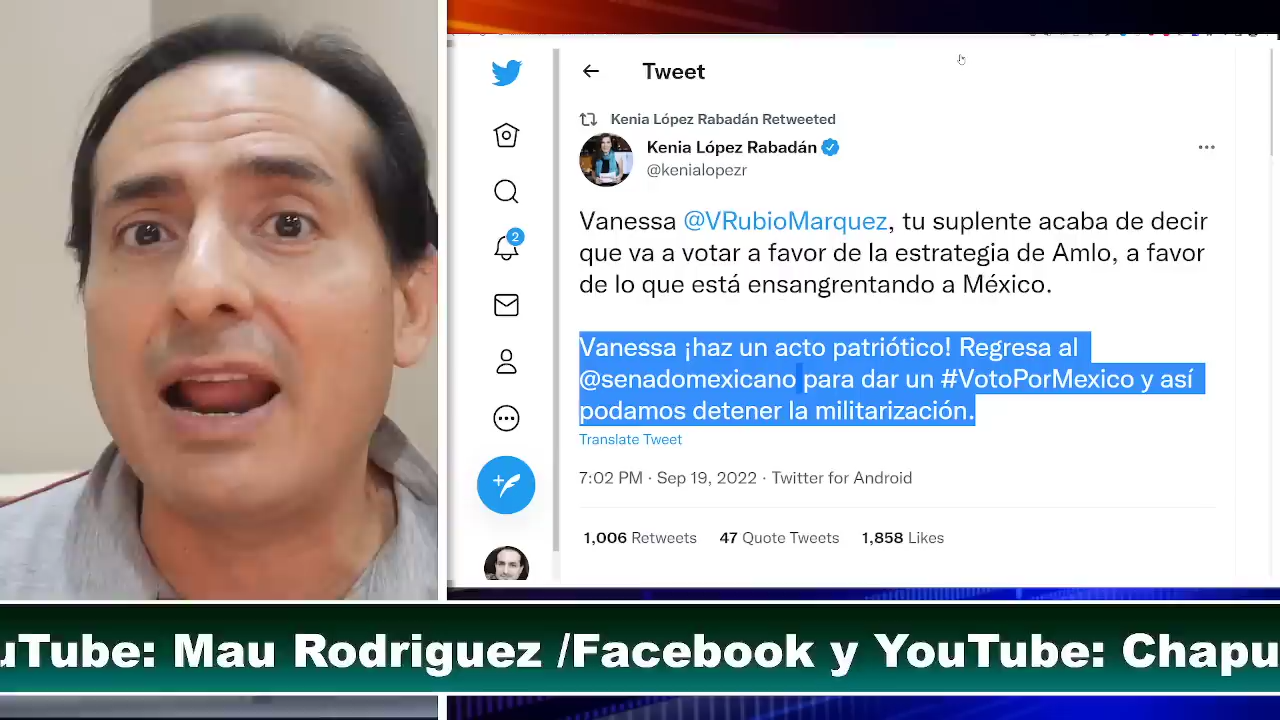 Tweet
Kenia López Rabadán Retweeted
Kenia López Rabadán
@kenialopezr
Vanessa @VRubioMarquez, tu suplente acaba de decir
que va a votar a favor de la estrategia de Amlo, a favor
de lo que está ensangrentando a México.
Vanessa ¡haz un acto patriótico! Regresa al
@senadomexicano para dar un #VotoPorMexico y así
podamos detener la militarización.
Translate Tweet
7:02 PM · Sep 19, 2022 · Twitter for Android
1,006 Retweets 47 Quote Tweets 1,858 Likes
2
uTube: Mau Rodriguez /Facebook y YouTube: Chapu